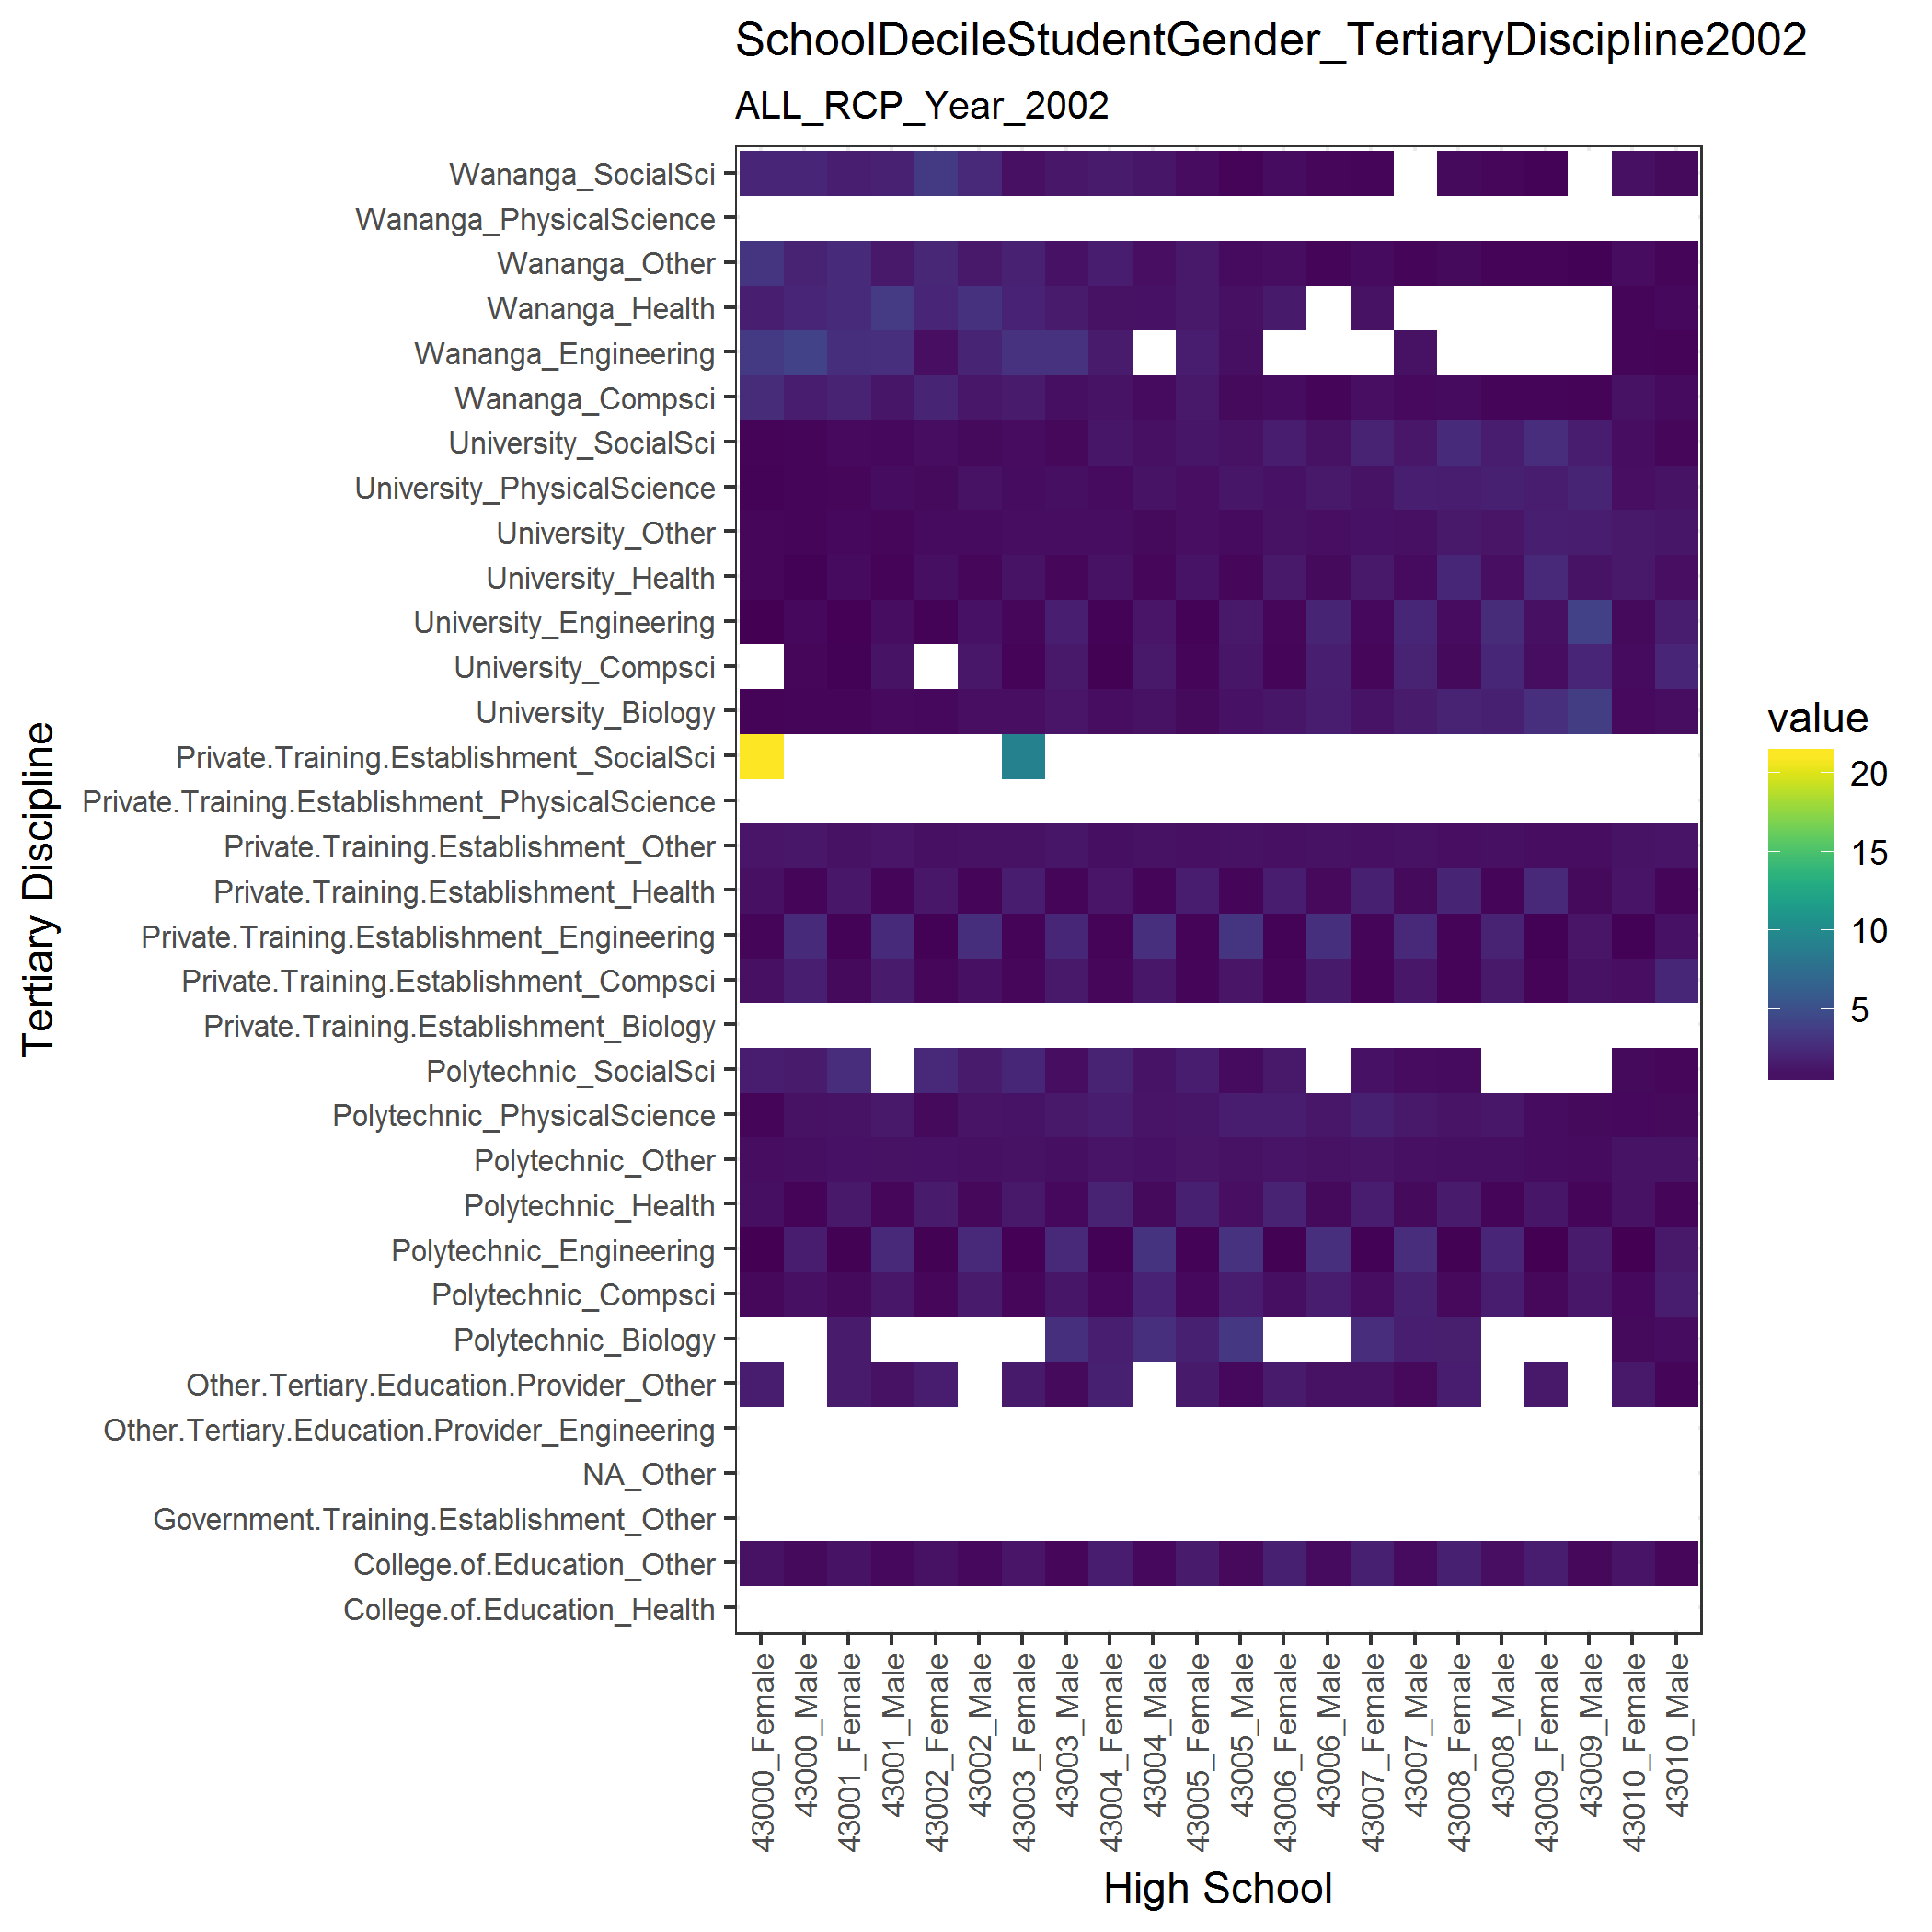 SchoolDecileStudentGender_TertiaryDiscipline2002
ALL_RCP_Year_2002
Tertiary Discipline
Wananga_SocialSci
Wananga_PhysicalScience
Wananga_Other
Wananga_Health
Wananga_Engineering
Wananga_Compsci
University_SocialSci
University_PhysicalScience
University_Other
University_Health
University_Engineering
University_Compsci
University_Biology
Private.Training.Establishment_SocialSci
Private.Training.Establishment_PhysicalScience
Private.Training.Establishment_Other
Private.Training.Establishment_Health
Private.Training.Establishment_Engineering
Private.Training.Establishment_Compsci
Private.Training.Establishment_Biology
Polytechnic_SocialSci
Polytechnic_PhysicalScience
Polytechnic_Other
Polytechnic_Health
Polytechnic_Engineering
Polytechnic_Compsci
Polytechnic_Biology
Other.Tertiary.Education.Provider_Other
Other.Tertiary.Education.Provider_Engineering
NA_Other
Government.Training.Establishment_Other
College.of.Education_Other
College.of.Education_Health
43000_Female
43000_Male
43001_Female
43001_Male
43002_Female
43002_Male
43003_Female
43003_Male
43004_Female
43004_Male
43005_Female
43005_Male
43006_Female
43006_Male
43007_Female
43007_Male
43008_Female
43008_Male
43009_Female
43009_Male
43010_Female
43010_Male
High School
value
20
15
10
5